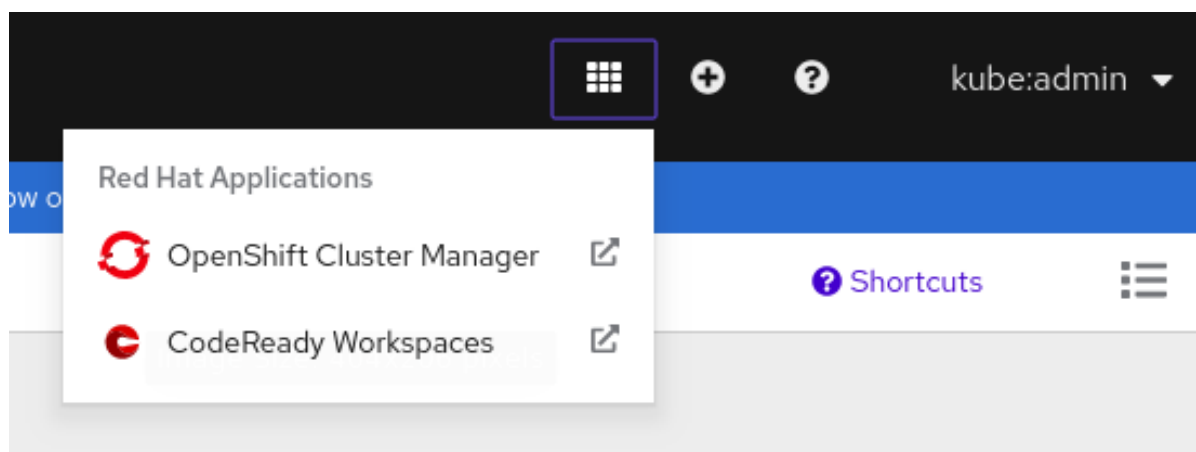 kube:admin
Red Hat Applications
ow o
OpenShift Cluster Manager
Shortcuts
CodeReady Workspaces